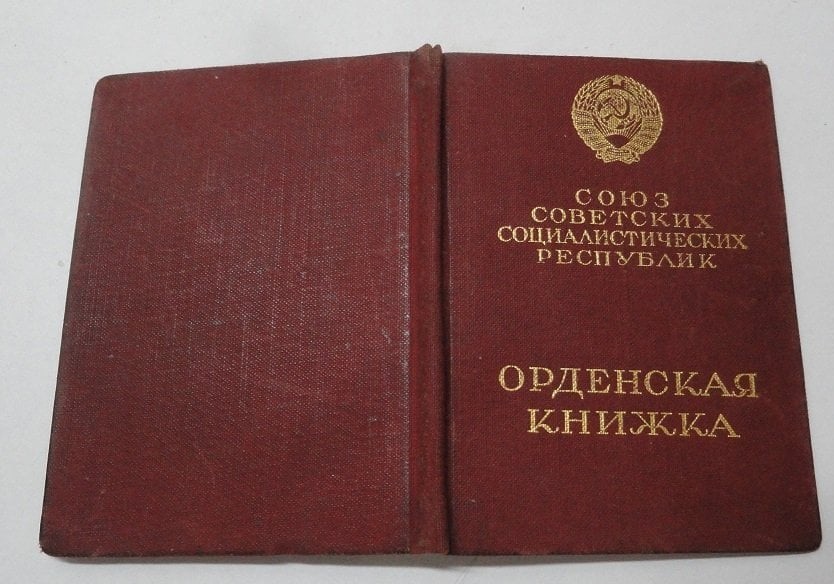 СОЮЗ
СОВЕТСКИХ
СОЦИАЛИСТИЧЕСКИХ
РЕСПУБЛИК
ОРДЕНСКАЯ
КНИЖКА